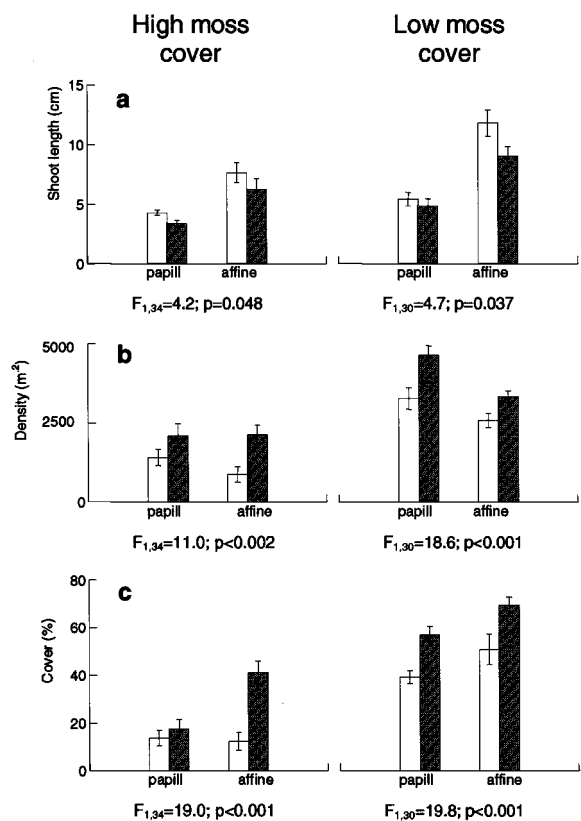 High moss cover
Low moss cover
a
Shoot length (cm)
15
10
5
0
papill affine
papill affine
F1,34=4.2; p=0.048
F1,30=4.7; p=0.037
b
Density (m-2)
5000
2500
0
papill affine
papill affine
F1,34=11.0; p<0.002
F1,30=18.6; p<0.001
c
Cover (%)
80
60
40
20
0
papill affine
papill affine
F1,34=19.0; p<0.001
F1,30=19.8; p<0.001